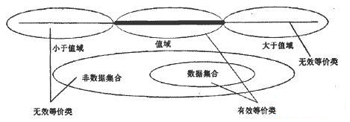 小于值域
值域
大于值域
无效等价类
非数据集合
数据集合
无效等价类
有效等价类